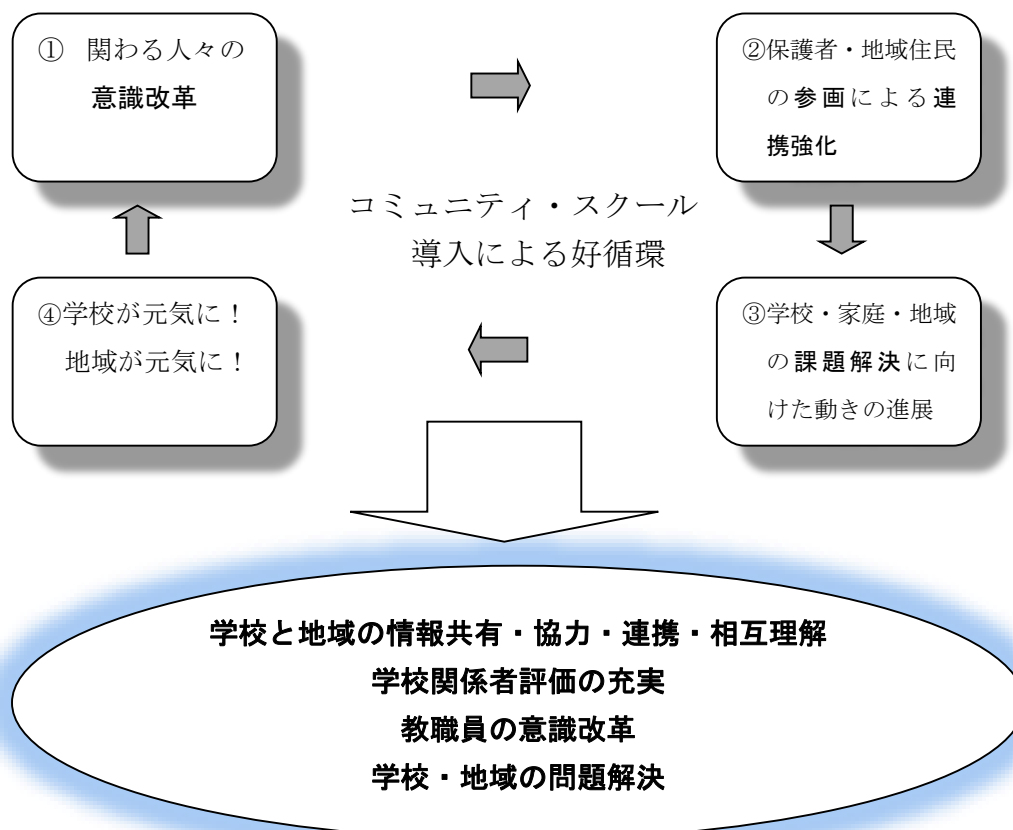 ① 関わる人々の
意識改革
②保護者・地域住民
の参画による連
携強化
コミュニティ・スクール
導入による好循環
④学校が元気に！
地域が元気に！
③学校・家庭・地域
の課題解決に向
けた動きの進展
学校と地域の情報共有・協力・連携・相互理解
学校関係者評価の充実
教職員の意識改革
学校・地域の問題解決